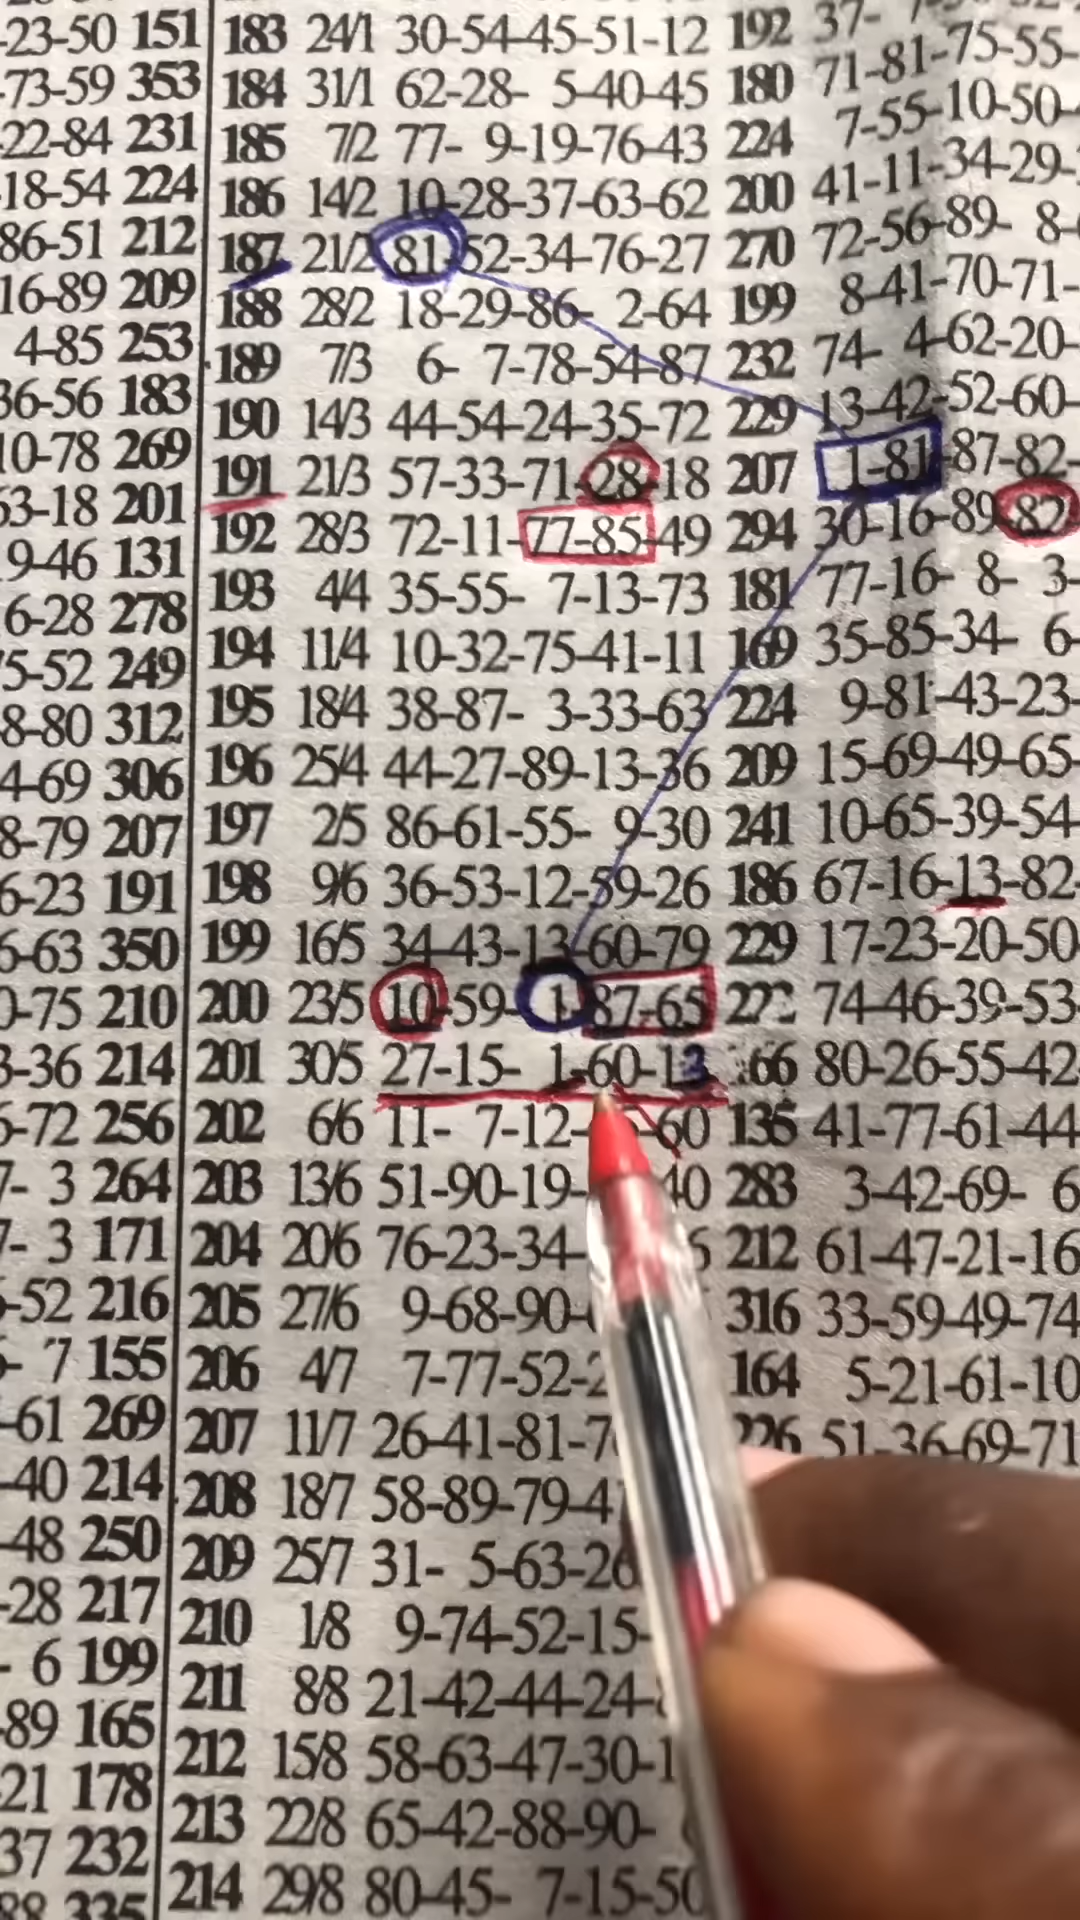 -23-50 151 183 24/1 30-54-45-51-12 192 37-
-73-59 353 184 31/1 62-28- 5-40-45 180 71-81-75-55-
-22-84 231 185 7/2 77- 9-19-76-43 224 7-55-10-50-
-18-54 224 186 14/2 10-28-37-63-62 200 41-11-34-29-
86-51 212 187 21/2 81-52-34-76-27 270 72-56-89- 8-
16-89 209 188 28/2 18-29-86- 2-64 199 8-41-70-71-
4-85 253 189 7/3 6- 7-78-54-87 232 74- 4-62-20-
36-56 183 190 14/3 44-54-24-35-72 229 13-42-52-60-
10-78 269 191 21/3 57-33-71-28-18 207 1-81-87-82-
63-18 201 192 28/3 72-11-77-85-49 294 30-16-89-82
9-46 131 193 4/4 35-55- 7-13-73 181 77-16- 8- 3-
6-28 278 194 11/4 10-32-75-41-11 169 35-85-34- 6-
75-52 249 195 18/4 38-87- 3-33-63 224 9-81-43-23-
8-80 312 196 25/4 44-27-89-13-36 209 15-69-49-65-
4-69 306 197 2/5 86-61-55- 9-30 241 10-65-39-54-
8-79 207 198 9/6 36-53-12-59-26 186 67-16-13-82-
6-23 191 199 16/5 34-43-13-60-79 229 17-23-20-50
6-63 350 200 23/5 10-59- 1-87-65 74-46-39-53-
0-75 210 201 30/5 27-15- 1-60-13 66 80-26-55-42
3-36 214 202 6/6 11- 7-12- -60 135 41-77-61-44
6-72 256 203 13/6 51-90-19- 40 283 3-42-69- 6
7- 3 264 204 20/6 76-23-34- 212 61-47-21-16
7- 3 171 205 27/6 9-68-90- 316 33-59-49-74
-52 216 206 4/7 7-77-52-2 164 5-21-61-10
- 7 155 207 11/7 26-41-81-7 226 51-36-69-71
-61 269 208 18/7 58-89-79-4
-40 214 209 25/7 31- 5-63-26
-48 250 210 1/8 9-74-52-15-
-28 217 211 8/8 21-42-44-24-
- 6 199 212 15/8 58-63-47-30-1
-89 165 213 22/8 65-42-88-90-
-21 178 214 29/8 80-45- 7-15-50
37 232
88 335